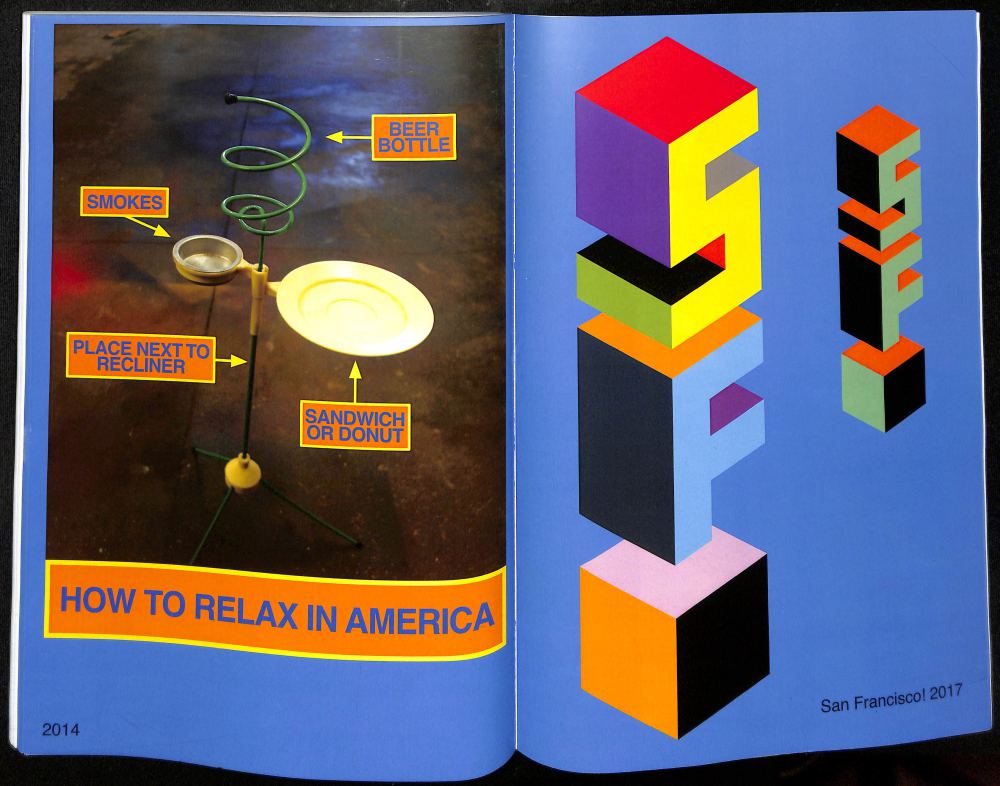 BEER
BOTTLE
SMOKES
PLACE NEXT TO
RECLINER
SANDWICH
OR DONUT
HOW TO RELAX IN AMERICA
2014
S
F
San Francisco! 2017
S
F